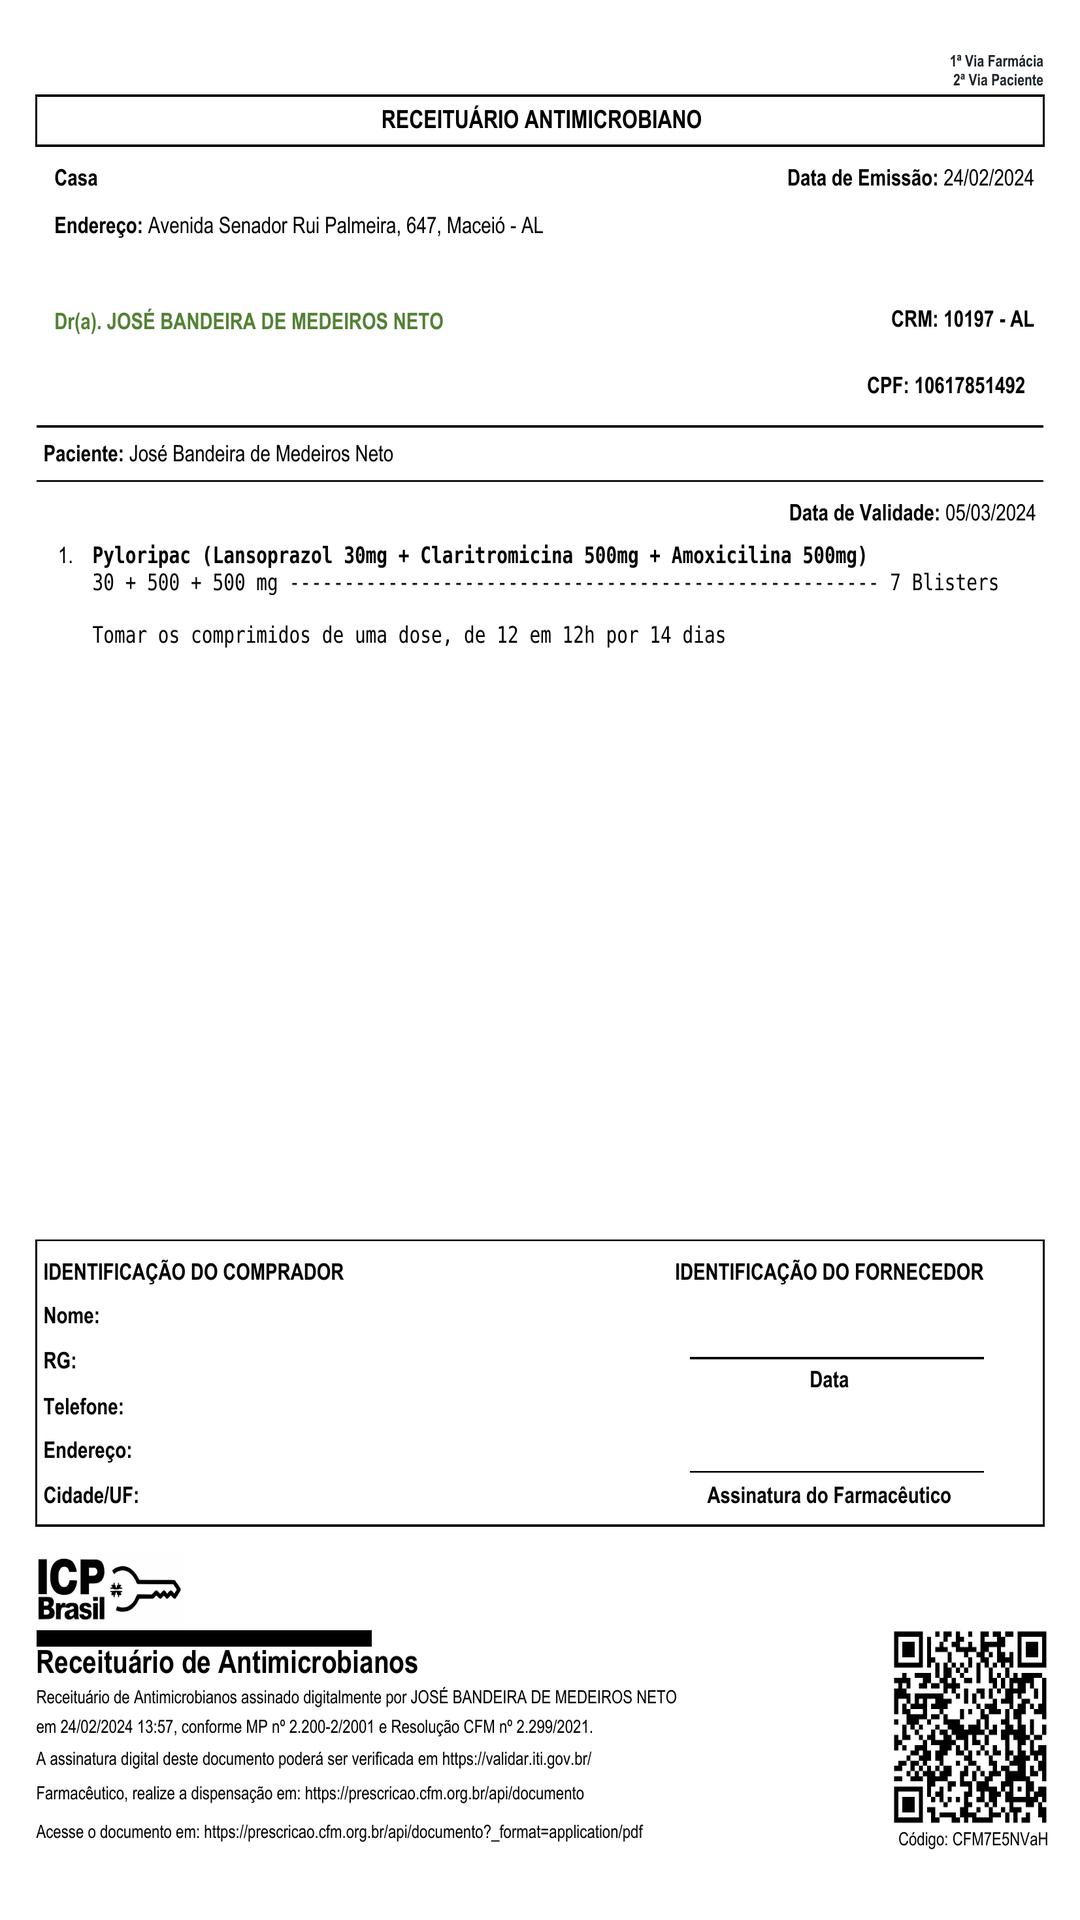 1ª Via Farmácia
2ª Via Paciente
RECEITUÁRIO ANTIMICROBIANO
Casa
Data de Emissão: 24/02/2024
Endereço: Avenida Senador Rui Palmeira, 647, Maceió - AL
Dr(a). JOSÉ BANDEIRA DE MEDEIROS NETO
CRM: 10197 - AL
CPF: 10617851492
Paciente: José Bandeira de Medeiros Neto
Data de Validade: 05/03/2024
1. Pyloripac (Lansoprazol 30mg + Claritromicina 500mg + Amoxicilina 500mg)
30 + 500 + 500 mg ------------------------------------------------------ 7 Blisters
Tomar os comprimidos de uma dose, de 12 em 12h por 14 dias
IDENTIFICAÇÃO DO COMPRADOR
IDENTIFICAÇÃO DO FORNECEDOR
Nome:
RG:
Data
Telefone:
Endereço:
Cidade/UF:
Assinatura do Farmacêutico
ICP
Brasil
Receituário de Antimicrobianos
Receituário de Antimicrobianos assinado digitalmente por JOSÉ BANDEIRA DE MEDEIROS NETO
em 24/02/2024 13:57, conforme MP nº 2.200-2/2001 e Resolução CFM nº 2.299/2021.
A assinatura digital deste documento poderá ser verificada em https://validar.iti.gov.br/
Farmacêutico, realize a dispensação em: https://prescricao.cfm.org.br/api/documento
Acesse o documento em: https://prescricao.cfm.org.br/api/documento?_format=application/pdf
Código: CFM7E5NVaH